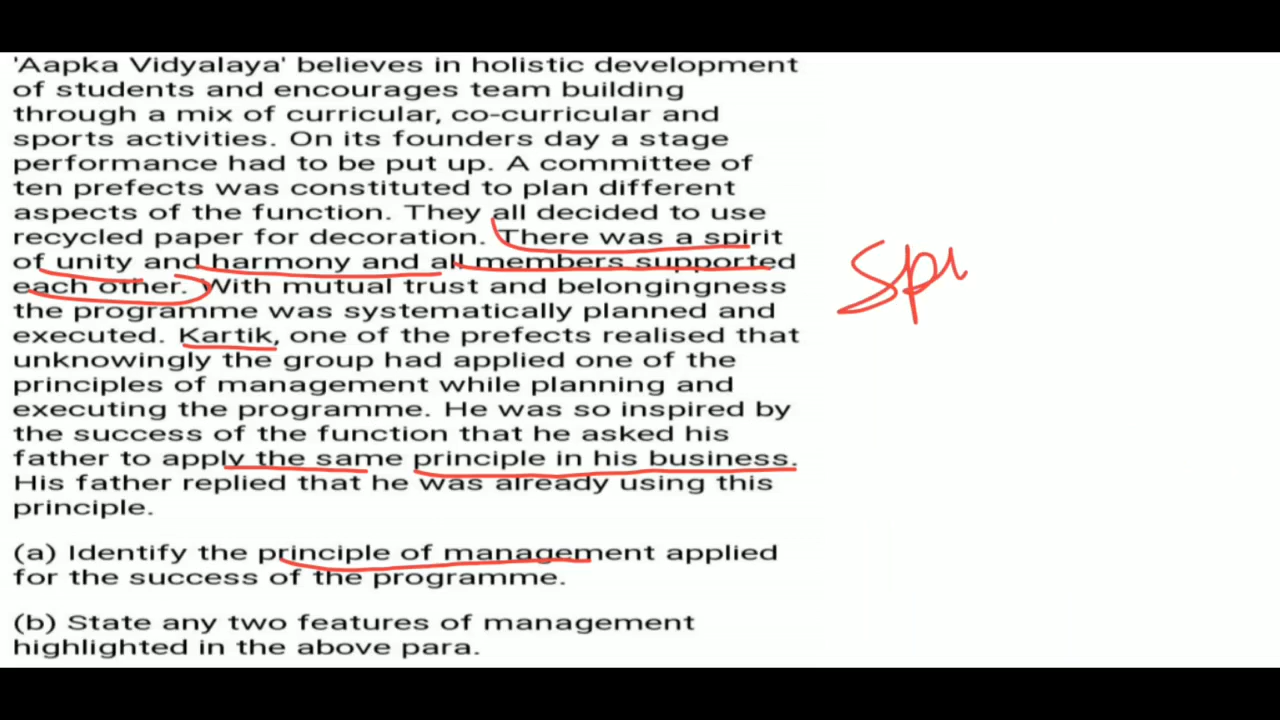 'Aapka Vidyalaya' believes in holistic development
of students and encourages team building
through a mix of curricular, co-curricular and
sports activities. On its founders day a stage
performance had to be put up. A committee of
ten prefects was constituted to plan different
aspects of the function. They all decided to use
recycled paper for decoration. There was a spirit
of unity and harmony and all members supported
each other. With mutual trust and belongingness
the programme was systematically planned and
executed. Kartik, one of the prefects realised that
unknowingly the group had applied one of the
principles of management while planning and
executing the programme. He was so inspired by
the success of the function that he asked his
father to apply the same principle in his business.
His father replied that he was already using this
principle.
(a) Identify the principle of management applied
for the success of the programme.
(b) State any two features of management
highlighted in the above para.